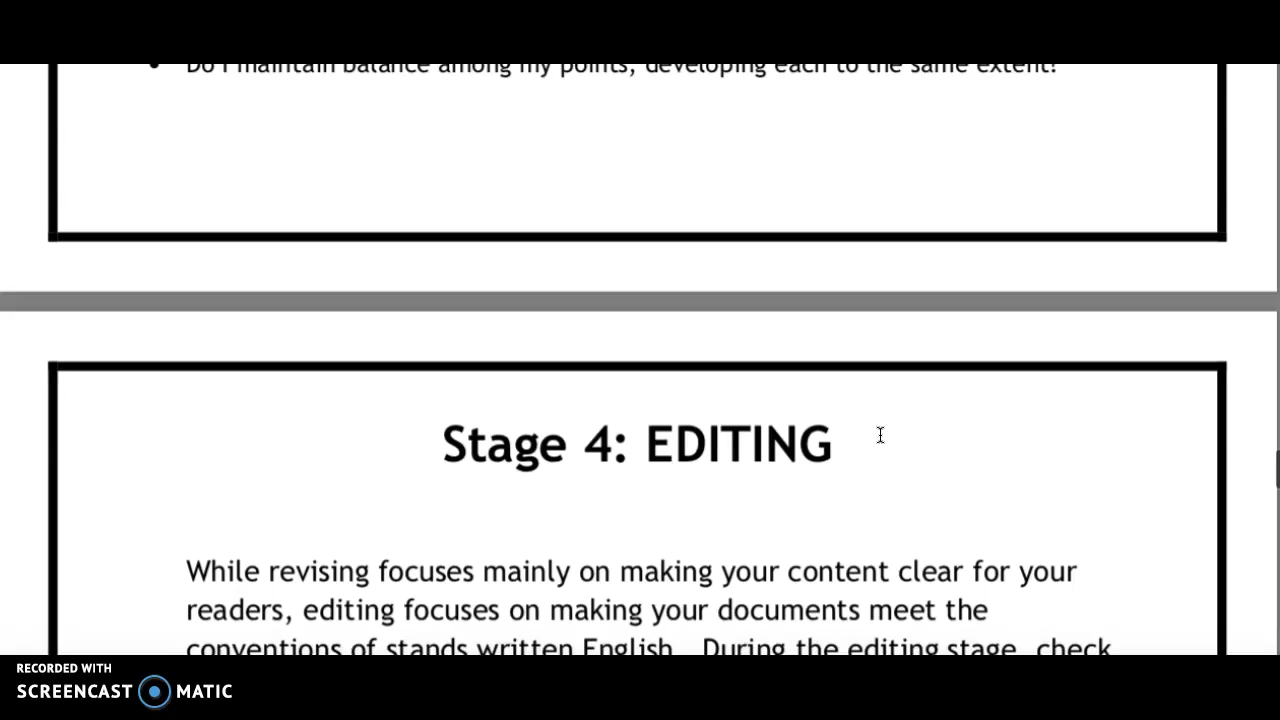 Do I maintain balance among my points, developing each to the same extent?
Stage 4: EDITING
While revising focuses mainly on making your content clear for your
readers, editing focuses on making your documents meet the
conventions of stands written English. During the editing stage, check
RECORDED WITH
SCREENCAST MATIC